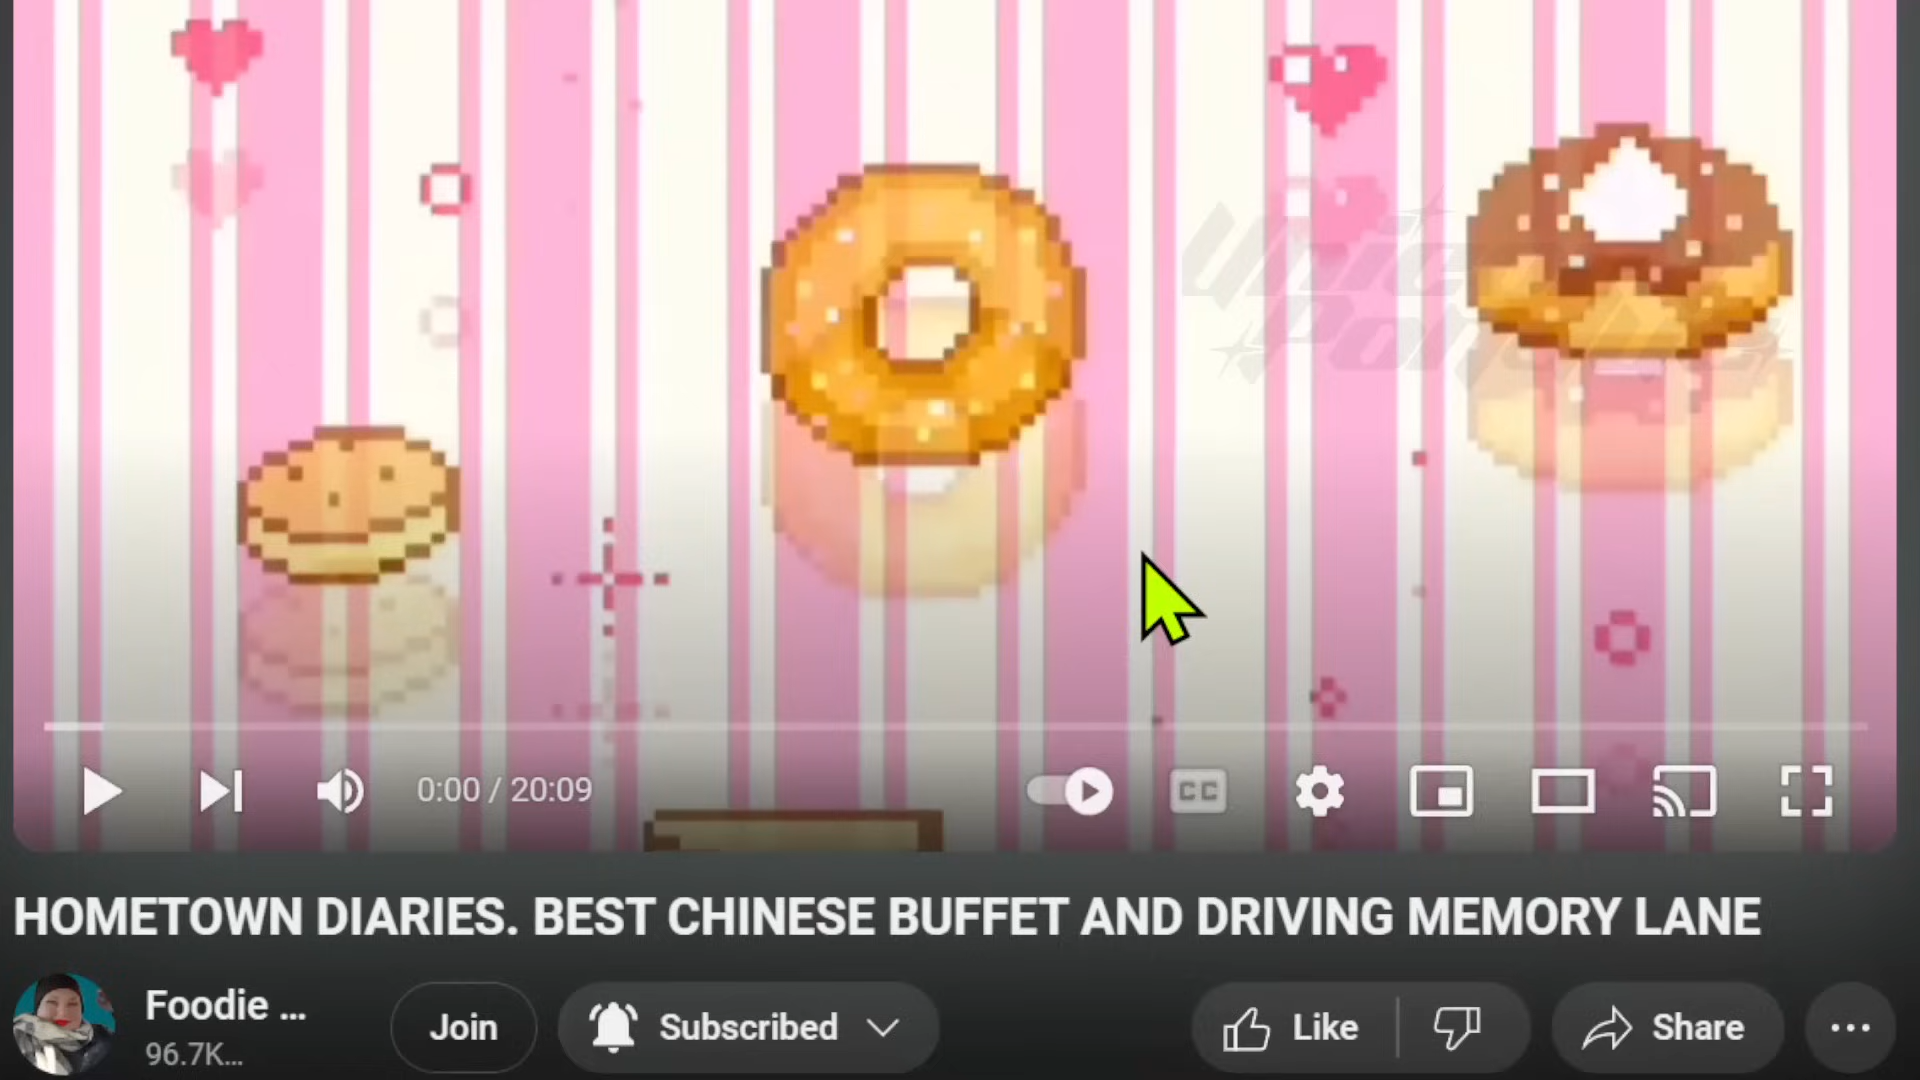 CC
0:00 / 20:09
HOMETOWN DIARIES. BEST CHINESE BUFFET AND DRIVING MEMORY LANE
Foodie ...
96.7K...
Join
Subscribed
Like
Share